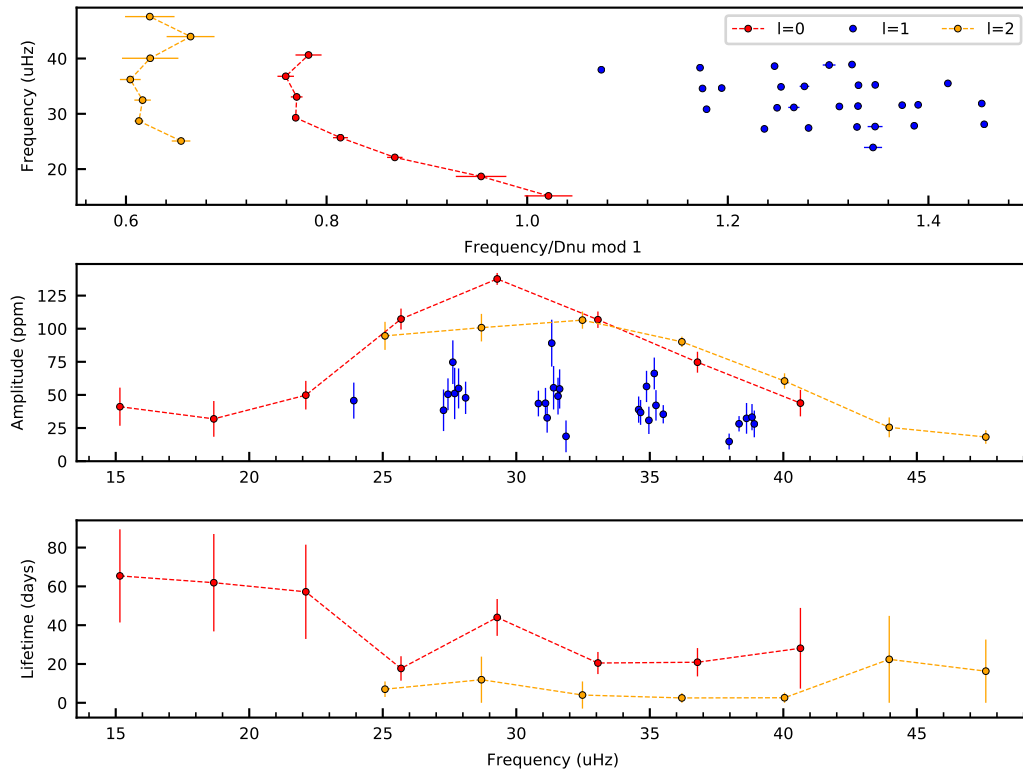 l=0 l=1 l=2
Frequency (uHz)
40
30
20
0.6 0.8 1.0 1.2 1.4
Frequency/Dnu mod 1
Amplitude (ppm)
125
100
75
50
25
0
15 20 25 30 35 40 45
Lifetime (days)
80
60
40
20
0
15 20 25 30 35 40 45
Frequency (uHz)